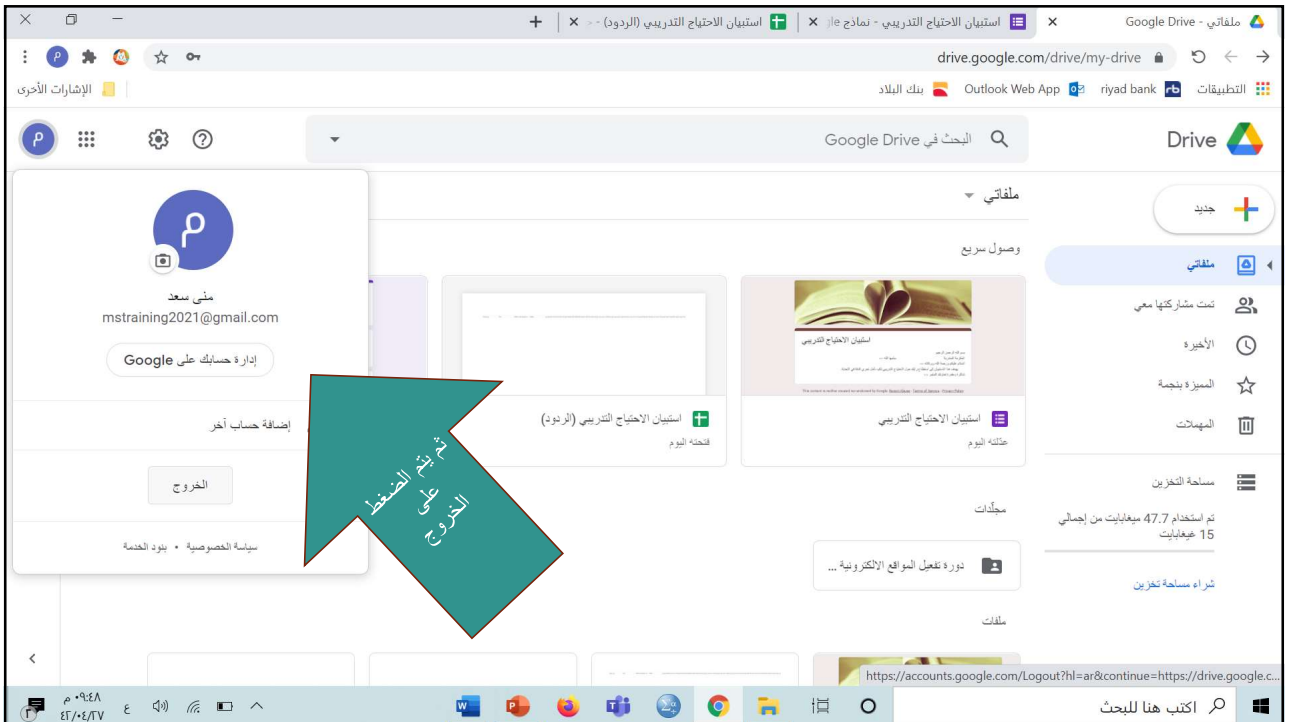 ملفاتي - Google Drive
استبيان الاحتياج التدريبي - نماذج
استبيان الاحتياج التدريبي (الردود) -
drive.google.com/drive/my-drive
التطبيقات
riyad bank
Outlook Web App
بنك البلاد
الإشارات الأخرى
Drive
البحث في Google Drive
م
جديد
ملفاتي
تمت مشاركتها معي
الأخيرة
المميزة بنجمة
المهملات
مساحة التخزين
تم استخدام 47.7 ميغابايت من إجمالي
15 غيغابايت
شراء مساحة تخزين
ملفاتي
وصول سريع
استبيان الاحتياج التدريبي
استبيان الاحتياج التدريبي
عدّلته اليوم
استبيان الاحتياج التدريبي (الردود)
فتحته اليوم
مجلّدات
دورة تفعيل المواقع الالكترونية ...
ملفات
م
منى سعد
mstraining2021@gmail.com
إدارة حسابك على Google
إضافة حساب آخر
الخروج
سياسة الخصوصية • بنود الخدمة
ثم يتم الضغط
على
الخروج
https://accounts.google.com/Logout?hl=ar&continue=https://drive.google.c...
اكتب هنا للبحث
ع
٠٩:٤٨ م